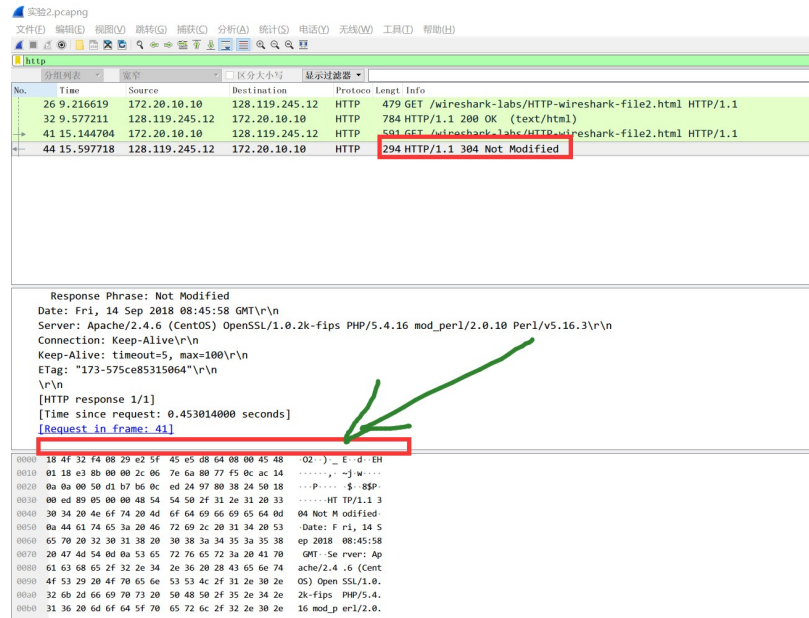 实验2.pcapng
文件(F) 编辑(E) 视图(V) 跳转(G) 捕获(C) 分析(A) 统计(S) 电话(Y) 无线(W) 工具(T) 帮助(H)
http
分组列表 宽窄 区分大小写 显示过滤器
No. Time Source Destination Protoco Lengt Info
26 9.216619 172.20.10.10 128.119.245.12 HTTP 479 GET /wireshark-labs/HTTP-wireshark-file2.html HTTP/1.1
32 9.577211 128.119.245.12 172.20.10.10 HTTP 784 HTTP/1.1 200 OK (text/html)
41 15.144704 172.20.10.10 128.119.245.12 HTTP 591 GET /wireshark-labs/HTTP-wireshark-file2.html HTTP/1.1
44 15.597718 128.119.245.12 172.20.10.10 HTTP 294 HTTP/1.1 304 Not Modified
Response Phrase: Not Modified
Date: Fri, 14 Sep 2018 08:45:58 GMT\r\n
Server: Apache/2.4.6 (CentOS) OpenSSL/1.0.2k-fips PHP/5.4.16 mod_perl/2.0.10 Perl/v5.16.3\r\n
Connection: Keep-Alive\r\n
Keep-Alive: timeout=5, max=100\r\n
ETag: "173-575ce85315064"\r\n
\r\n
[HTTP response 1/1]
[Time since request: 0.453014000 seconds]
[Request in frame: 41]
0000 18 4f 32 f4 08 29 e2 5f 45 e5 d8 64 08 00 45 48 ·O2··)·_ E··d··EH
0010 01 18 e3 8b 00 00 2c 06 7e 6a 80 77 f5 0c ac 14 ······,· ~j·w····
0020 0a 0a 00 50 d1 b7 b6 0c ed 24 97 80 38 24 50 18 ···P···· ·$··8$P·
0030 00 ed 89 05 00 00 48 54 54 50 2f 31 2e 31 20 33 ······HT TP/1.1 3
0040 30 34 20 4e 6f 74 20 4d 6f 64 69 66 69 65 64 0d 04 Not M odified·
0050 0a 44 61 74 65 3a 20 46 72 69 2c 20 31 34 20 53 ·Date: F ri, 14 S
0060 65 70 20 32 30 31 38 20 30 38 3a 34 35 3a 35 38 ep 2018 08:45:58
0070 20 47 4d 54 0d 0a 53 65 72 76 65 72 3a 20 41 70 GMT··Se rver: Ap
0080 61 63 68 65 2f 32 2e 34 2e 36 20 28 43 65 6e 74 ache/2.4 .6 (Cent
0090 4f 53 29 20 4f 70 65 6e 53 53 4c 2f 31 2e 30 2e OS) Open SSL/1.0.
00a0 32 6b 2d 66 69 70 73 20 50 48 50 2f 35 2e 34 2e 2k-fips PHP/5.4.
00b0 31 36 20 6d 6f 64 5f 70 65 72 6c 2f 32 2e 30 2e 16 mod_p erl/2.0.